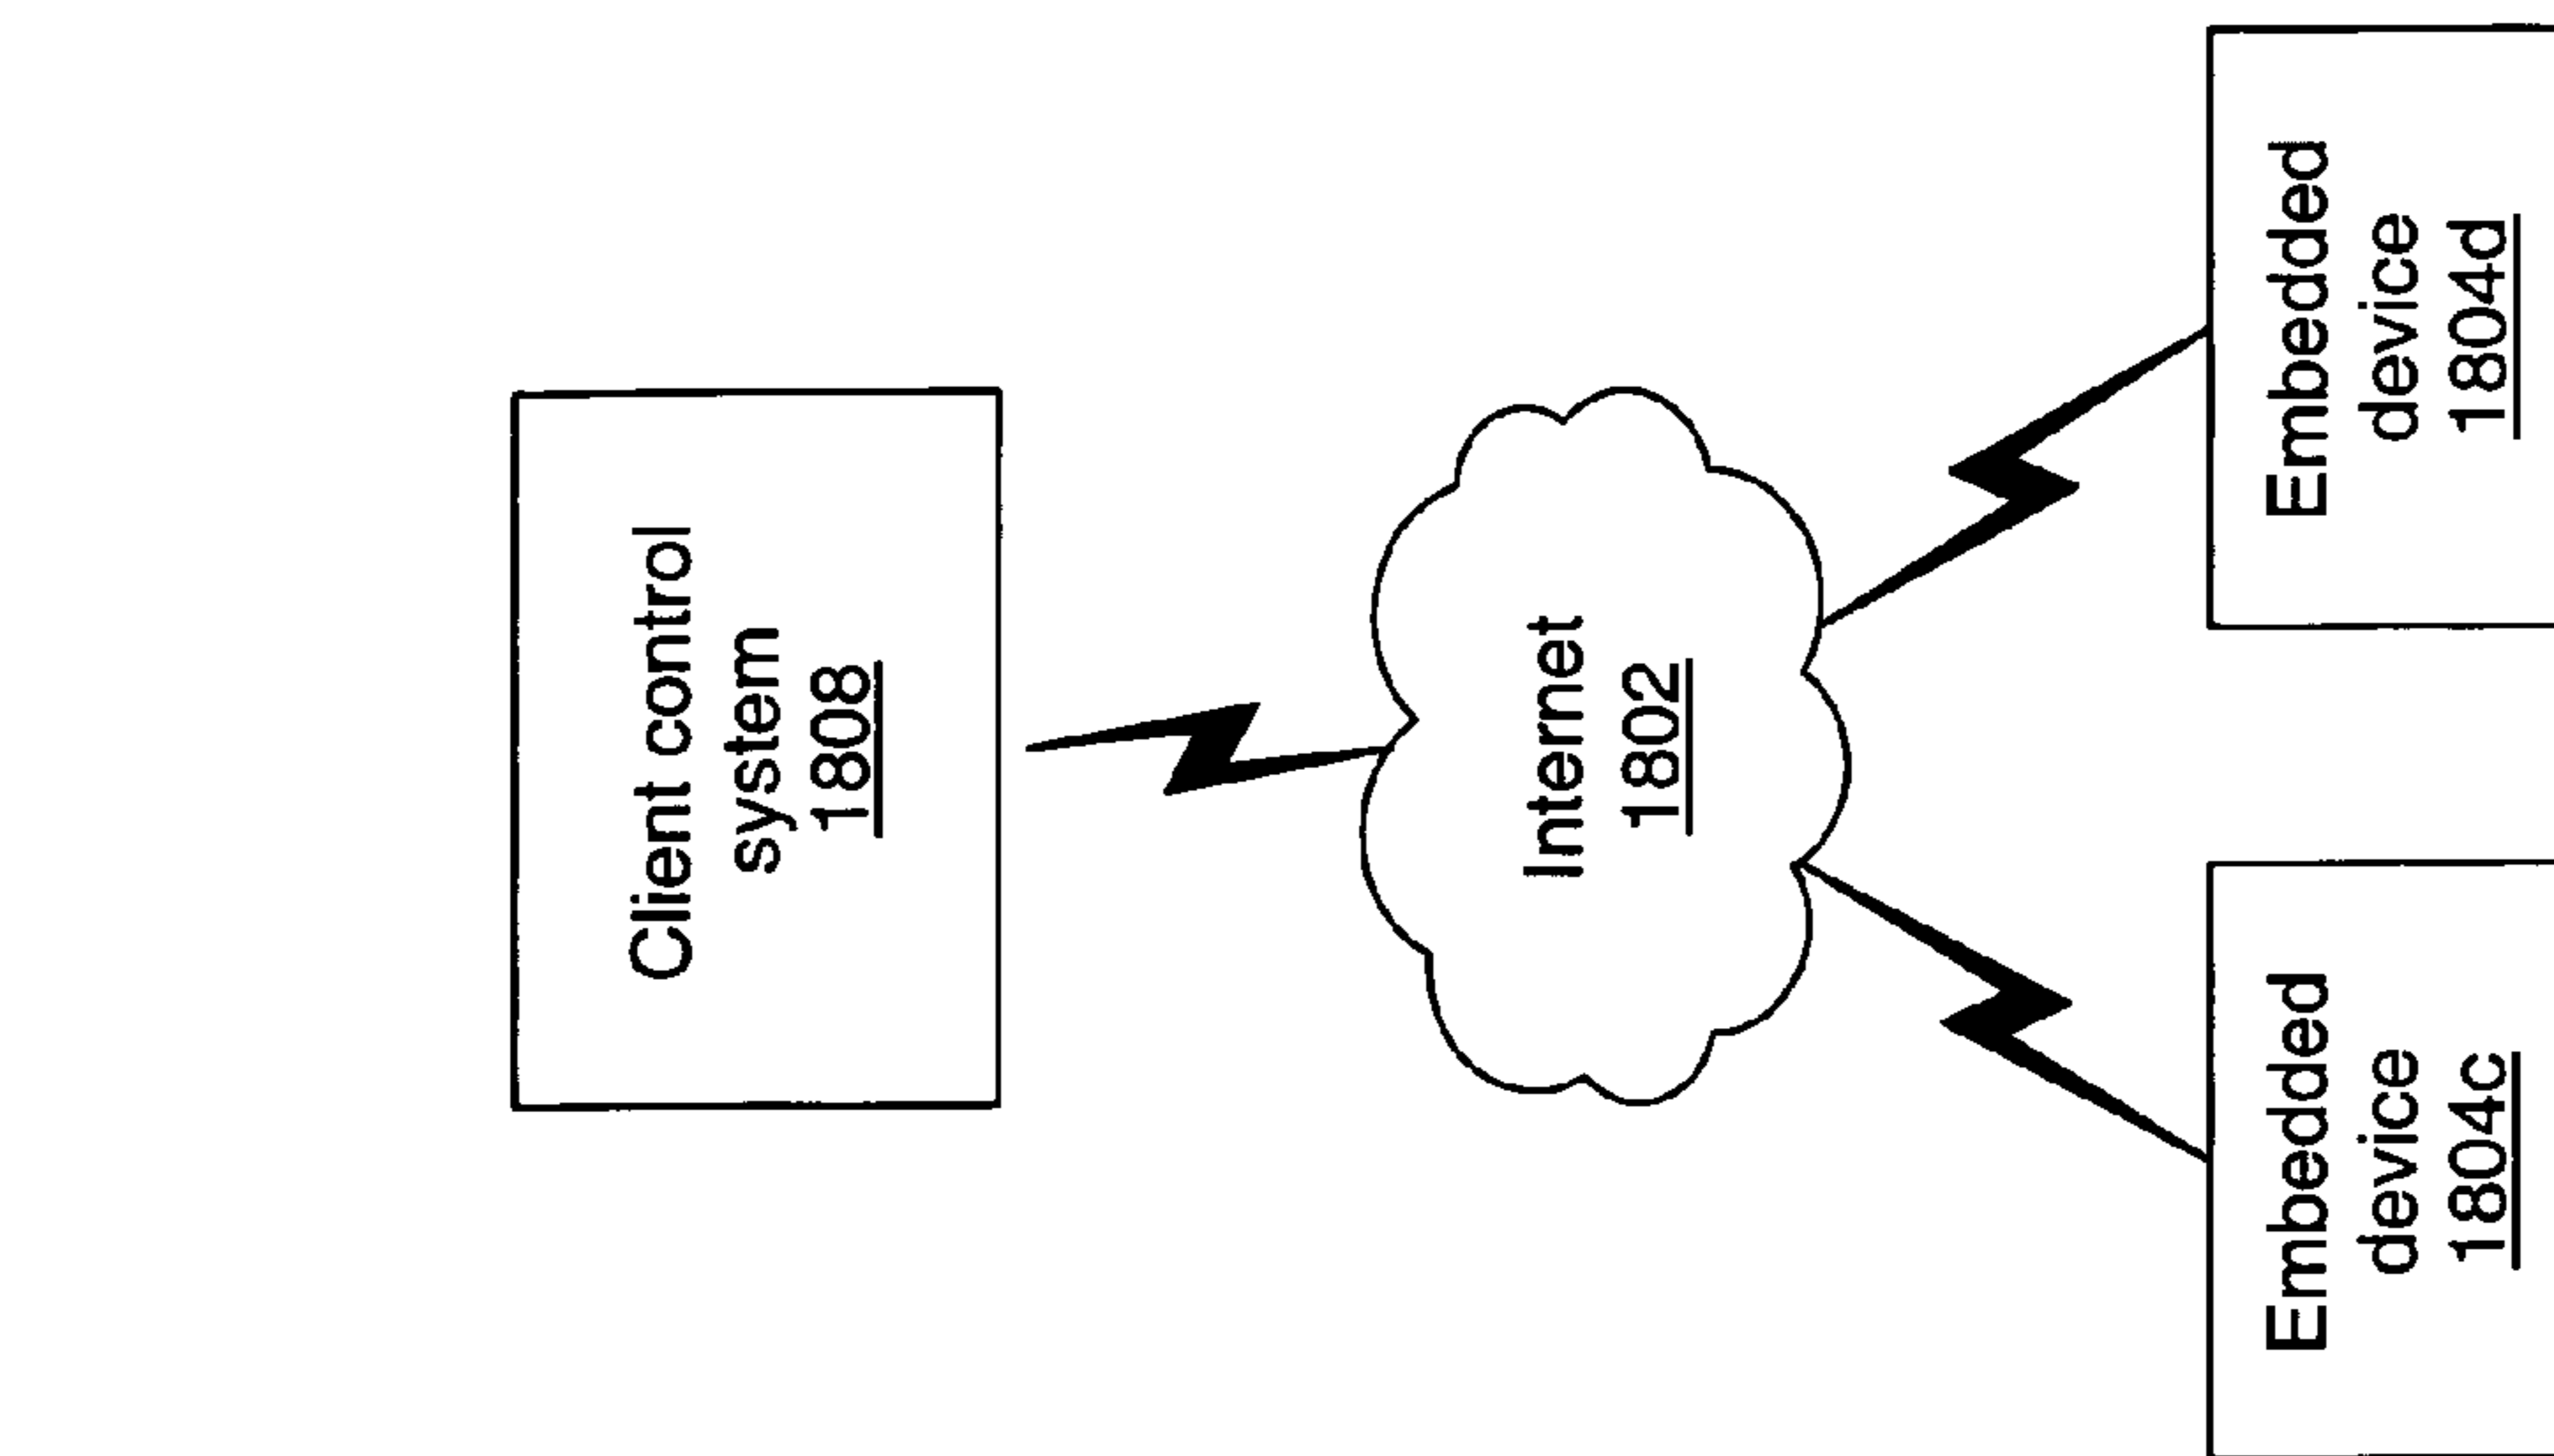 Client control
system
1808
Internet
1802
Embedded
device
1804c
Embedded
device
1804d